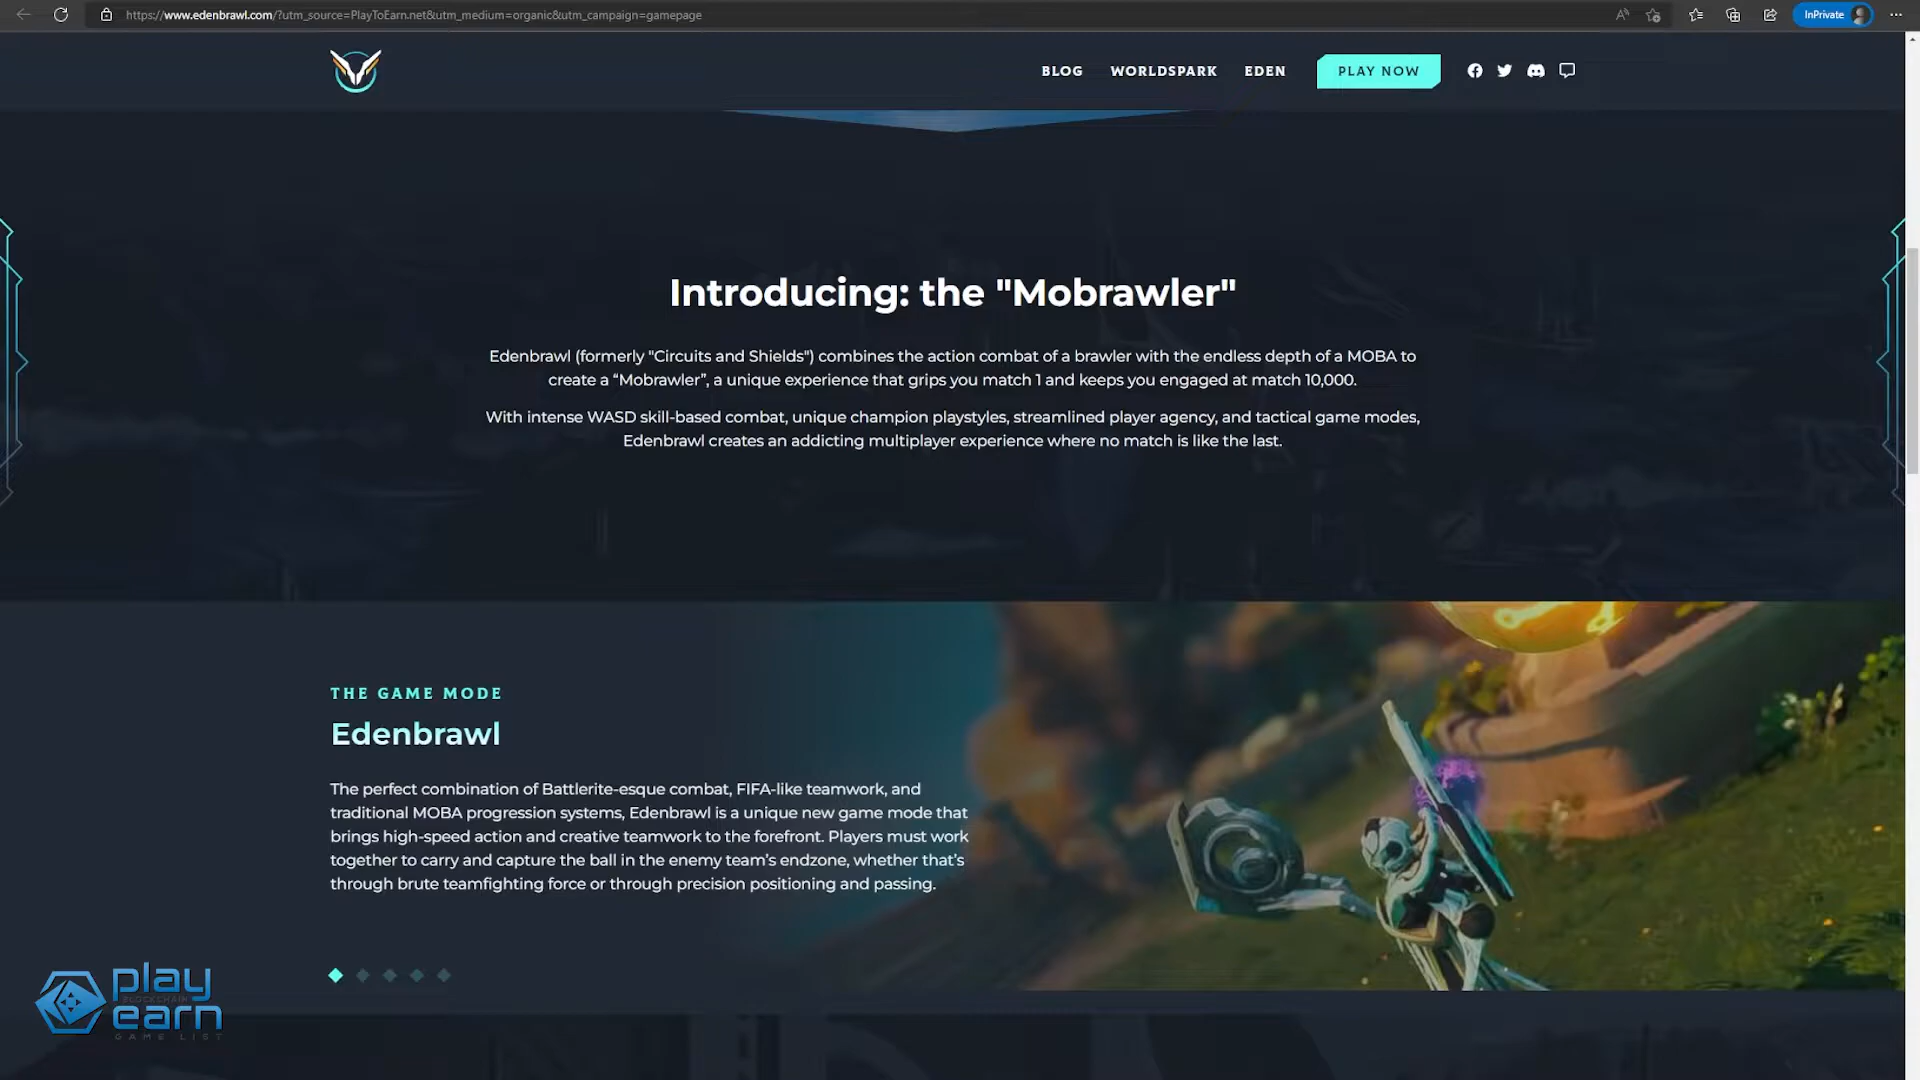 https://www.edenbrawl.com/?utm_source=PlayToEarn.net&utm_medium=organic&utm_campaign=gamepage
InPrivate
BLOG WORLDSPARK EDEN PLAY NOW
Introducing: the "Mobrawler"
Edenbrawl (formerly "Circuits and Shields") combines the action combat of a brawler with the endless depth of a MOBA to
create a “Mobrawler”, a unique experience that grips you match 1 and keeps you engaged at match 10,000.
With intense WASD skill-based combat, unique champion playstyles, streamlined player agency, and tactical game modes,
Edenbrawl creates an addicting multiplayer experience where no match is like the last.
THE GAME MODE
Edenbrawl
The perfect combination of Battlerite-esque combat, FIFA-like teamwork, and
traditional MOBA progression systems, Edenbrawl is a unique new game mode that
brings high-speed action and creative teamwork to the forefront. Players must work
together to carry and capture the ball in the enemy team’s endzone, whether that’s
through brute teamfighting force or through precision positioning and passing.
play
BLOCKCHAIN
earn
GAME LIST